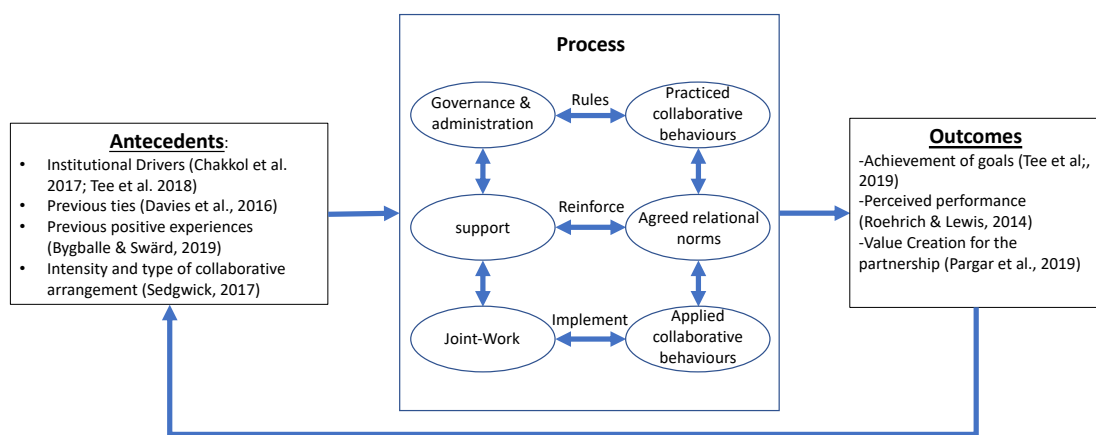 Antecedents:
• Institutional Drivers (Chakkol et al.
2017; Tee et al. 2018)
• Previous ties (Davies et al., 2016)
• Previous positive experiences
(Bygballe & Swärd, 2019)
• Intensity and type of collaborative
arrangement (Sedgwick, 2017)
Process
Governance &
administration
Rules
Practiced
collaborative
behaviours
support
Reinforce
Agreed relational
norms
Joint-Work
Implement
Applied
collaborative
behaviours
Outcomes
-Achievement of goals (Tee et al;,
2019)
-Perceived performance
(Roehrich & Lewis, 2014)
-Value Creation for the
partnership (Pargar et al., 2019)